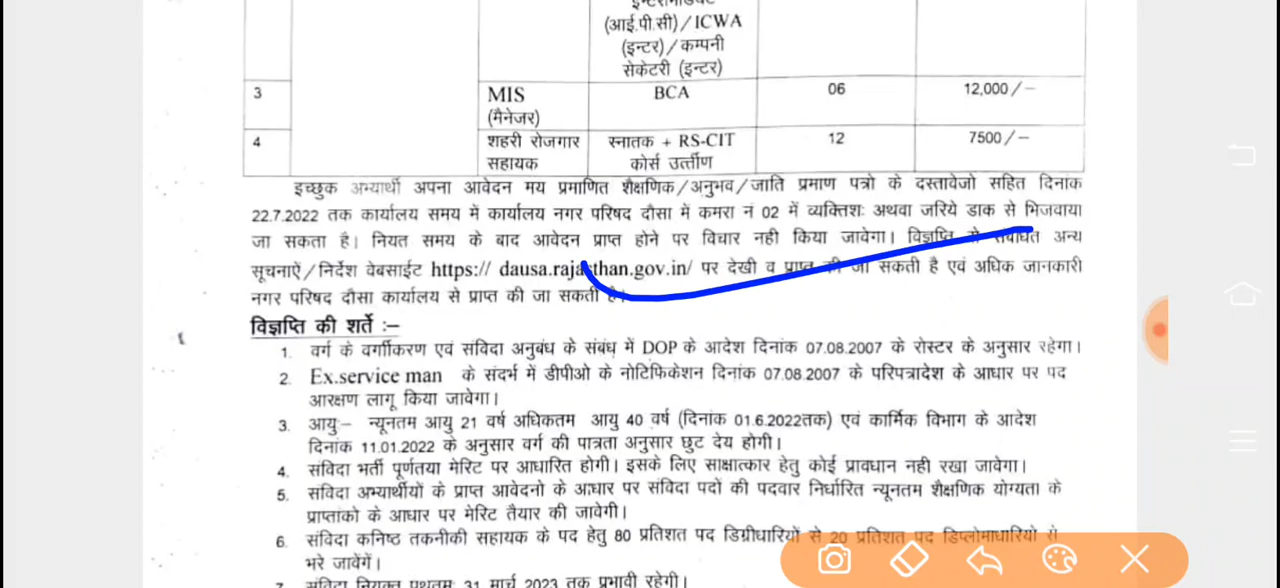 (आई.पी.सी)/ICWA
(इन्टर)/कम्पनी
सेकेटरी (इन्टर)
3 MIS BCA 06 12,000/-
(मैनेजर)
4 शहरी रोजगार स्नातक + RS-CIT 12 7500/-
सहायक कोर्स उर्त्तीण
इच्छुक अभ्यार्थी अपना आवेदन मय प्रमाणित शैक्षणिक/अनुभव/जाति प्रमाण पत्रो के दस्तावेजो सहित दिनांक
22.7.2022 तक कार्यालय समय में कार्यालय नगर परिषद दौसा में कमरा नं 02 में व्यक्तिशः अथवा जरिये डाक से भिजवाया
जा सकता है। नियत समय के बाद आवेदन प्राप्त होने पर विचार नही किया जावेगा। विज्ञप्ति से संबंधित अन्य
सूचनाऐं/निर्देश वेबसाईट https:// dausa.rajasthan.gov.in/ पर देखी व प्राप्त की जा सकती है एवं अधिक जानकारी
नगर परिषद दौसा कार्यालय से प्राप्त की जा सकती है।
विज्ञप्ति की शर्ते :–
1. वर्ग के वर्गीकरण एवं संविदा अनुबंध के संबंध में DOP के आदेश दिनांक 07.08.2007 के रोस्टर के अनुसार रहेगा।
2. Ex.service man के संदर्भ में डीपीओ के नोटिफिकेशन दिनांक 07.08.2007 के परिपत्रादेश के आधार पर पद
आरक्षण लागू किया जावेगा।
3. आयु:– न्यूनतम आयु 21 वर्ष अधिकतम आयु 40 वर्ष (दिनांक 01.6.2022तक) एवं कार्मिक विभाग के आदेश
दिनांक 11.01.2022 के अनुसार वर्ग की पात्रता अनुसार छुट देय होगी।
4. संविदा भर्ती पूर्णतया मेरिट पर आधारित होगी। इसके लिए साक्षात्कार हेतु कोई प्रावधान नही रखा जावेगा।
5. संविदा अभ्यार्थीयों के प्राप्त आवेदनो के आधार पर संविदा पदों की पदवार निर्धारित न्यूनतम शैक्षणिक योग्यता के
प्राप्तांको के आधार पर मेरिट तैयार की जावेगी।
6. संविदा कनिष्ठ तकनीकी सहायक के पद हेतु 80 प्रतिशत पद डिग्रीधारियों से 20 प्रतिशत पद डिप्लोमाधारियो से
भरे जावेंगें।
7. संविदा नियुक्त प्रथमतः 31 मार्च 2023 तक प्रभावी रहेगी।